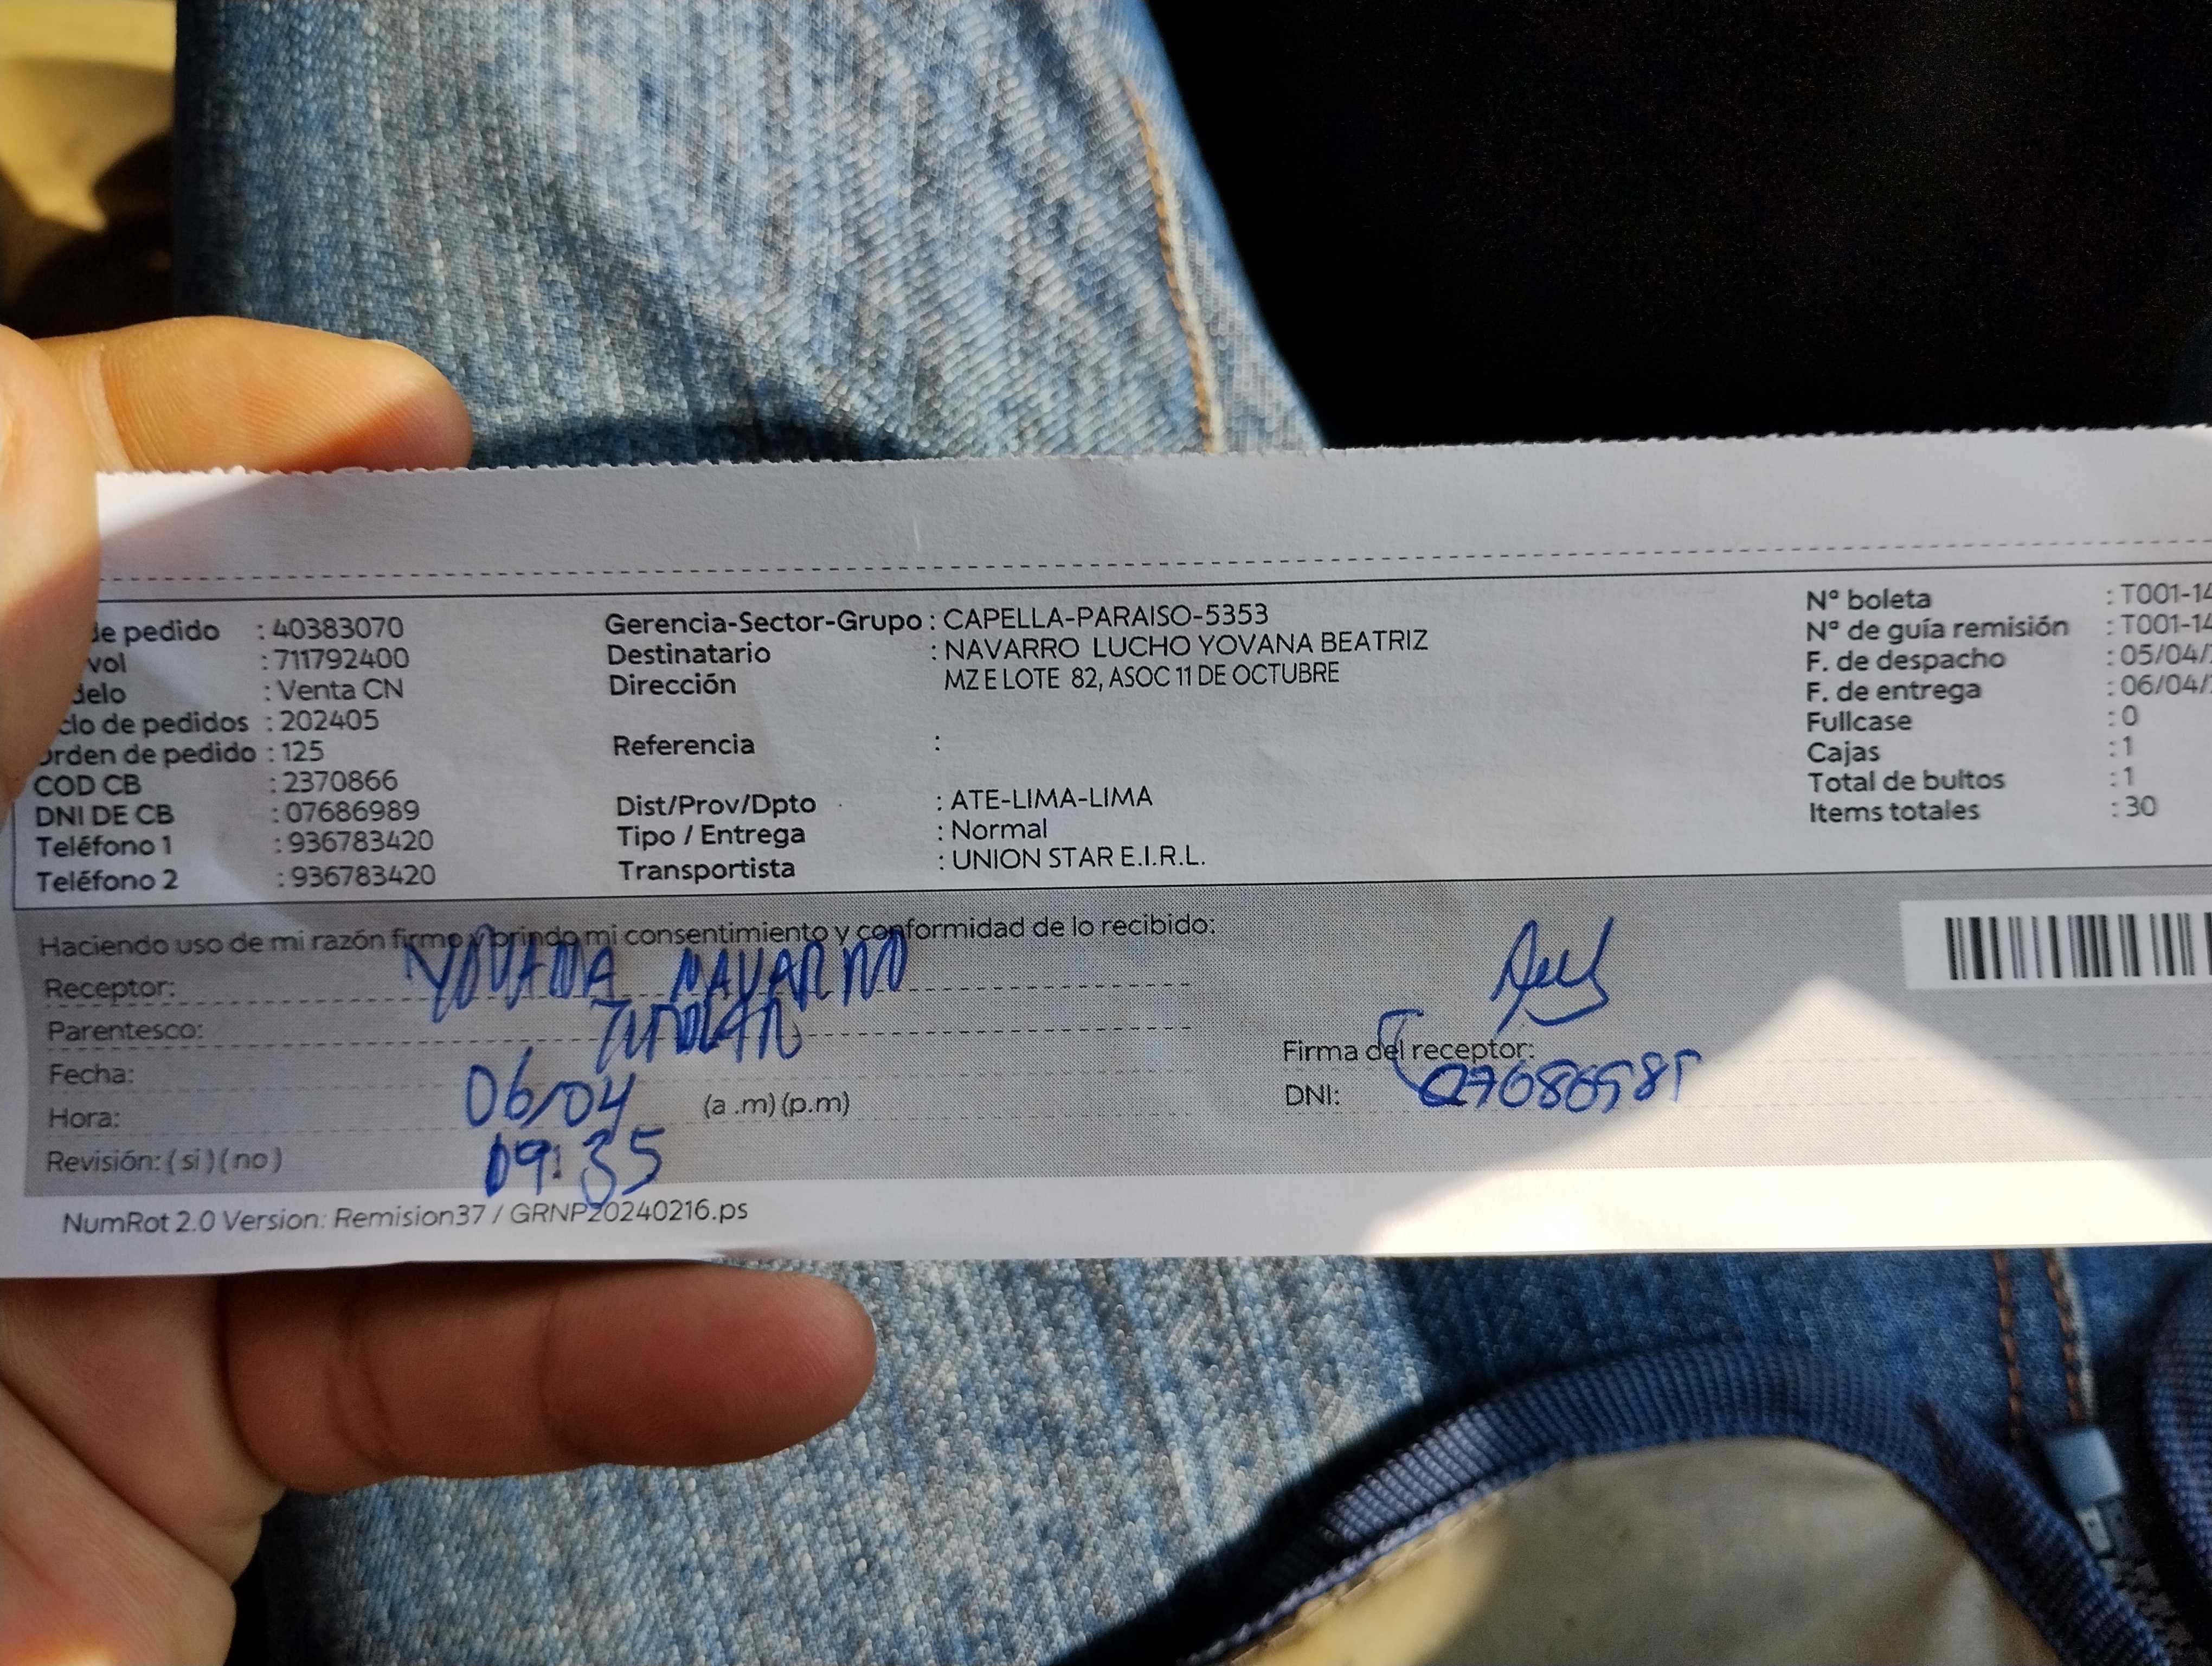 de pedido : 40383070
vol : 711792400
delo : Venta CN
clo de pedidos : 202405
orden de pedido : 125
COD CB : 2370866
DNI DE CB : 07686989
Teléfono 1 : 936783420
Teléfono 2 : 936783420
Gerencia-Sector-Grupo : CAPELLA-PARAISO-5353
Destinatario : NAVARRO LUCHO YOVANA BEATRIZ
Dirección MZ E LOTE 82, ASOC 11 DE OCTUBRE
Referencia :
Dist/Prov/Dpto : ATE-LIMA-LIMA
Tipo / Entrega : Normal
Transportista : UNION STAR E.I.R.L.
Nº boleta : T001-14
Nº de guía remisión : T001-14
F. de despacho : 05/04/
F. de entrega : 06/04/
Fullcase : 0
Cajas : 1
Total de bultos : 1
Items totales : 30
Haciendo uso de mi razón firmo y brindo mi consentimiento y conformidad de lo recibido:
Receptor: YOVANA NAVARRO
Parentesco: TITULAR
Fecha: 06/04
Hora: 09:35 (a .m) (p.m)
Revisión: ( si ) ( no )
Firma del receptor:
DNI:
NumRot 2.0 Version: Remision37 / GRNP20240216.ps